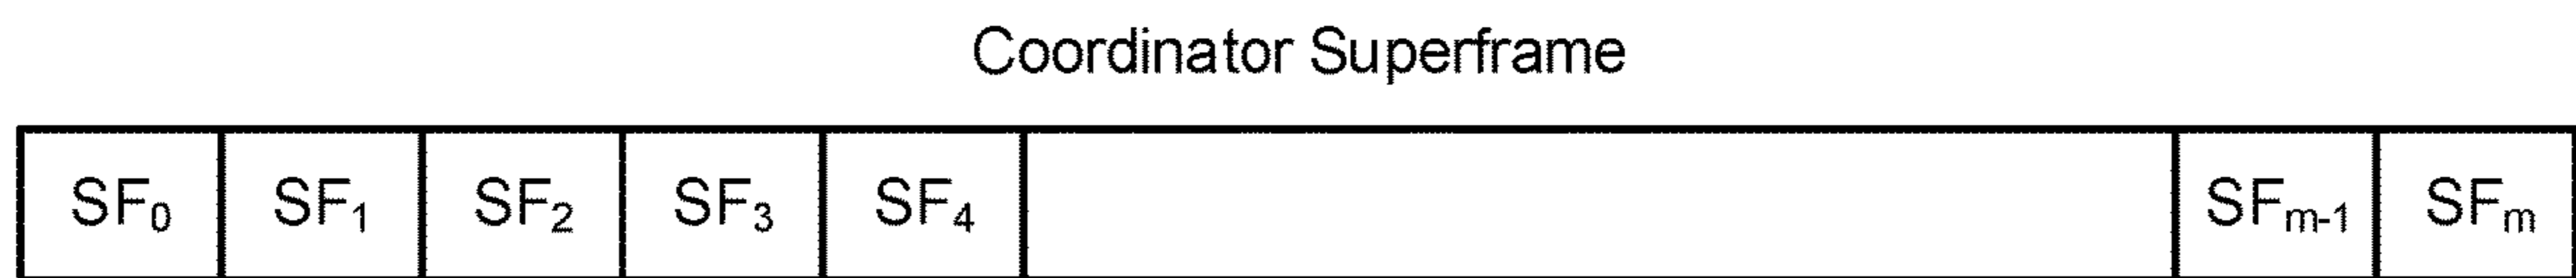 Coordinator Superframe
SF₀ SF₁ SF₂ SF₃ SF₄ SFₘ₋₁ SFₘ